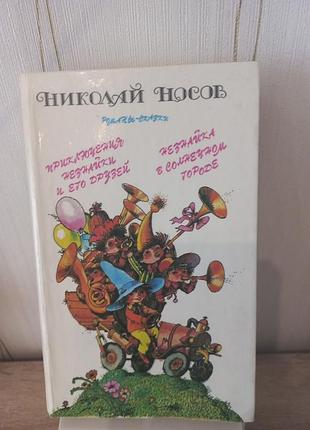 НИКОЛАЙ НОСОВ
РОМАНЫ-СКАЗКИ
ПРИКЛЮЧЕНИЯ
НЕЗНАЙКИ
И ЕГО ДРУЗЕЙ
НЕЗНАЙКА
В СОЛНЕЧНОМ
ГОРОДЕ